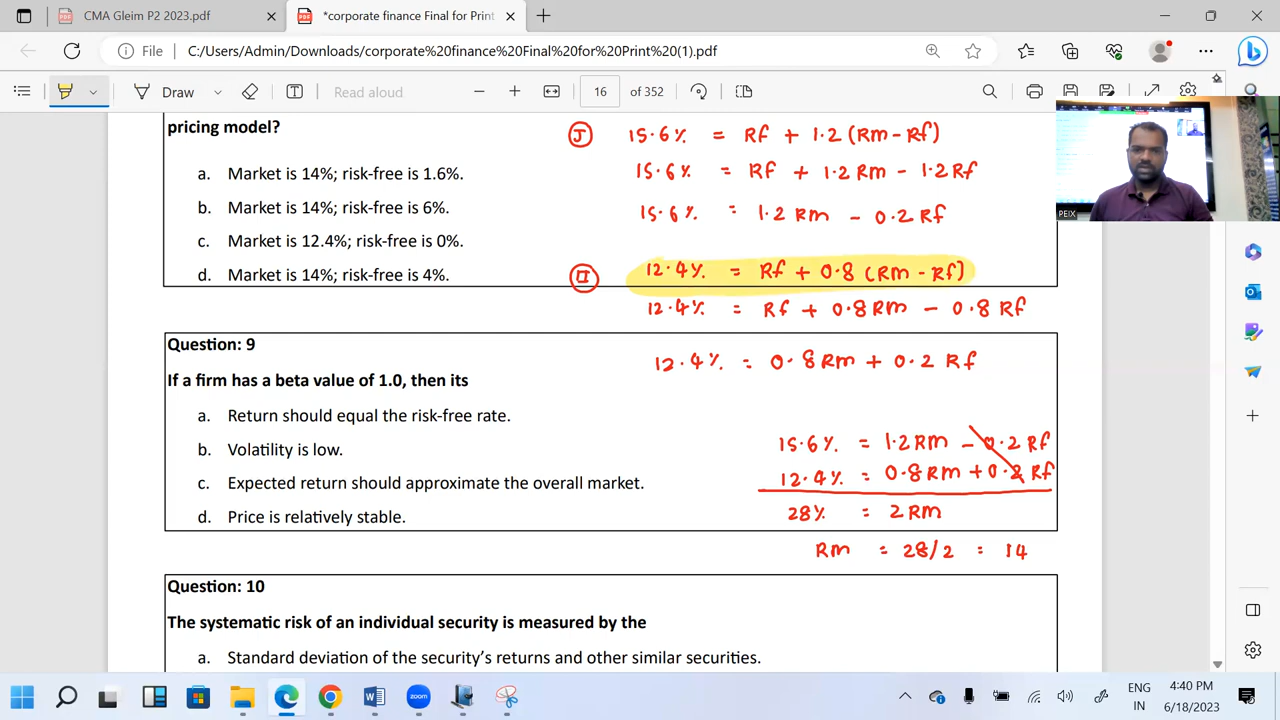 CMA Gleim P2 2023.pdf
*corporate finance Final for Print
File
C:/Users/Admin/Downloads/corporate%20finance%20Final%20for%20Print%20(1).pdf
Draw
Read aloud
16 of 352
pricing model?
a. Market is 14%; risk-free is 1.6%.
b. Market is 14%; risk-free is 6%.
c. Market is 12.4%; risk-free is 0%.
d. Market is 14%; risk-free is 4%.
J 15.6% = Rf + 1.2 (Rm - Rf)
15.6% = Rf + 1.2 Rm - 1.2 Rf
15.6% = 1.2 Rm - 0.2 Rf
12.4% = Rf + 0.8 (Rm - Rf)
12.4% = Rf + 0.8 Rm - 0.8 Rf
12.4% = 0.8 Rm + 0.2 Rf
15.6% = 1.2 Rm - 0.2 Rf
12.4% = 0.8 Rm + 0.2 Rf
28% = 2 Rm
Rm = 28/2 = 14
Question: 9
If a firm has a beta value of 1.0, then its
a. Return should equal the risk-free rate.
b. Volatility is low.
c. Expected return should approximate the overall market.
d. Price is relatively stable.
Question: 10
The systematic risk of an individual security is measured by the
a. Standard deviation of the security's returns and other similar securities.
PEIX
zoom
ENG
IN
4:40 PM
6/18/2023